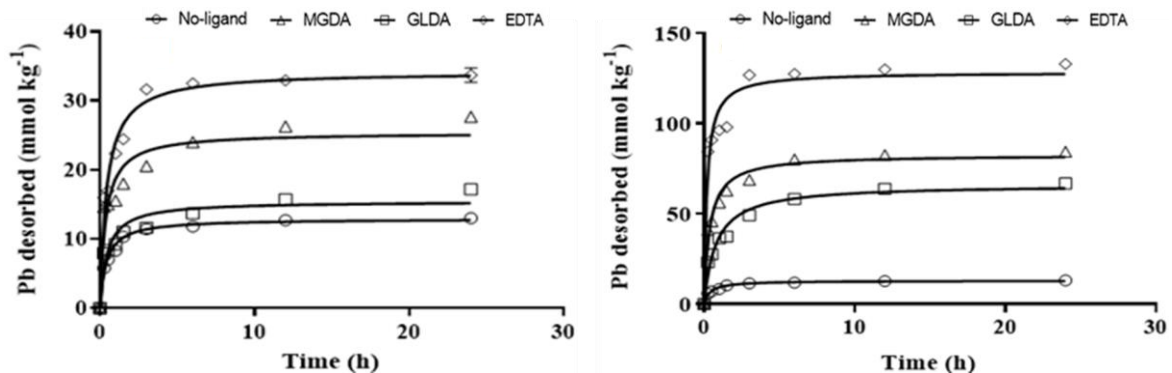 No-ligand MGDA GLDA EDTA
40
30
20
10
0
Pb desorbed (mmol kg⁻¹)
0 10 20 30
Time (h)
No-ligand MGDA GLDA EDTA
150
100
50
0
Pb desorbed (mmol kg⁻¹)
0 10 20 30
Time (h)